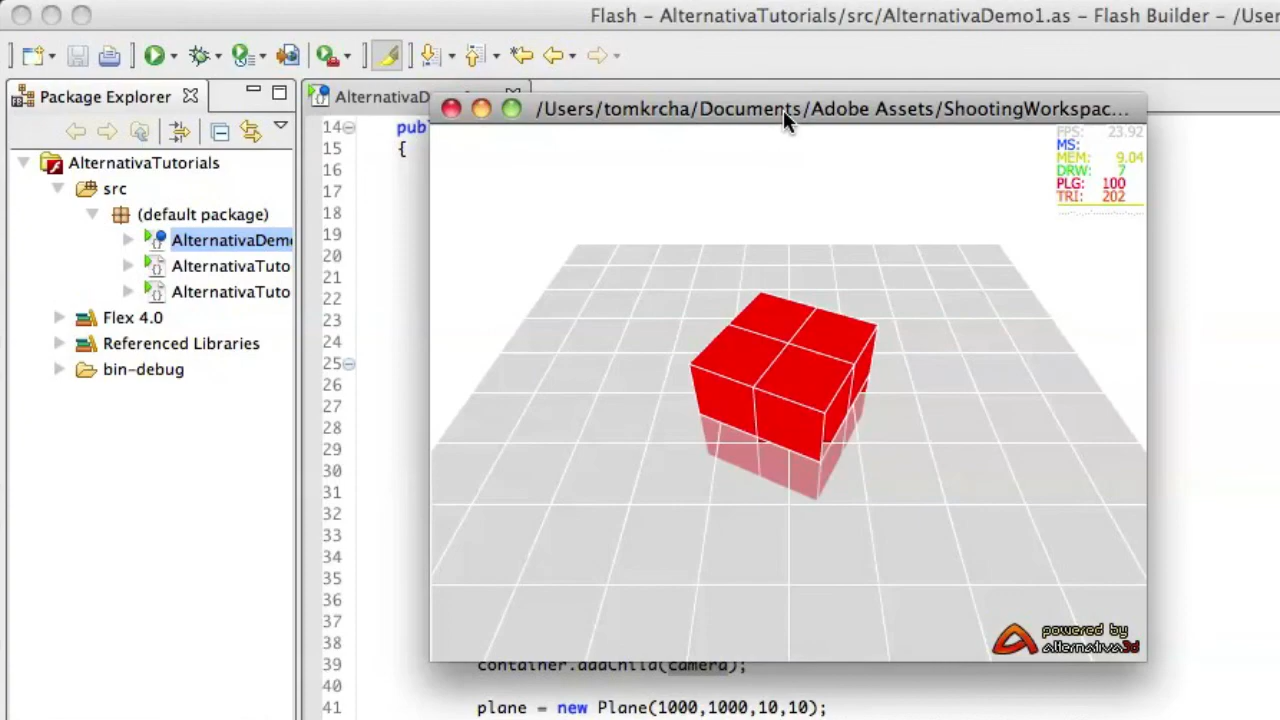 Flash - AlternativaTutorials/src/AlternativaDemo1.as - Flash Builder - /User
Package Explorer
AlternativaTutorials
src
(default package)
AlternativaDem
AlternativaTuto
AlternativaTuto
Flex 4.0
Referenced Libraries
bin-debug
AlternativaD
14 pub
15 {
16
17
18
19
20
21
22
23
24
25
26
27
28
29
30
31
32
33
34
35
36
37
38
39 container.addChild(camera);
40
41 plane = new Plane(1000,1000,10,10);
/Users/tomkrcha/Documents/Adobe Assets/ShootingWorkspac...
FPS: 23.92
MS:
MEM: 9.04
DRW: 7
PLG: 100
TRI: 202
powered by
alternativa3d